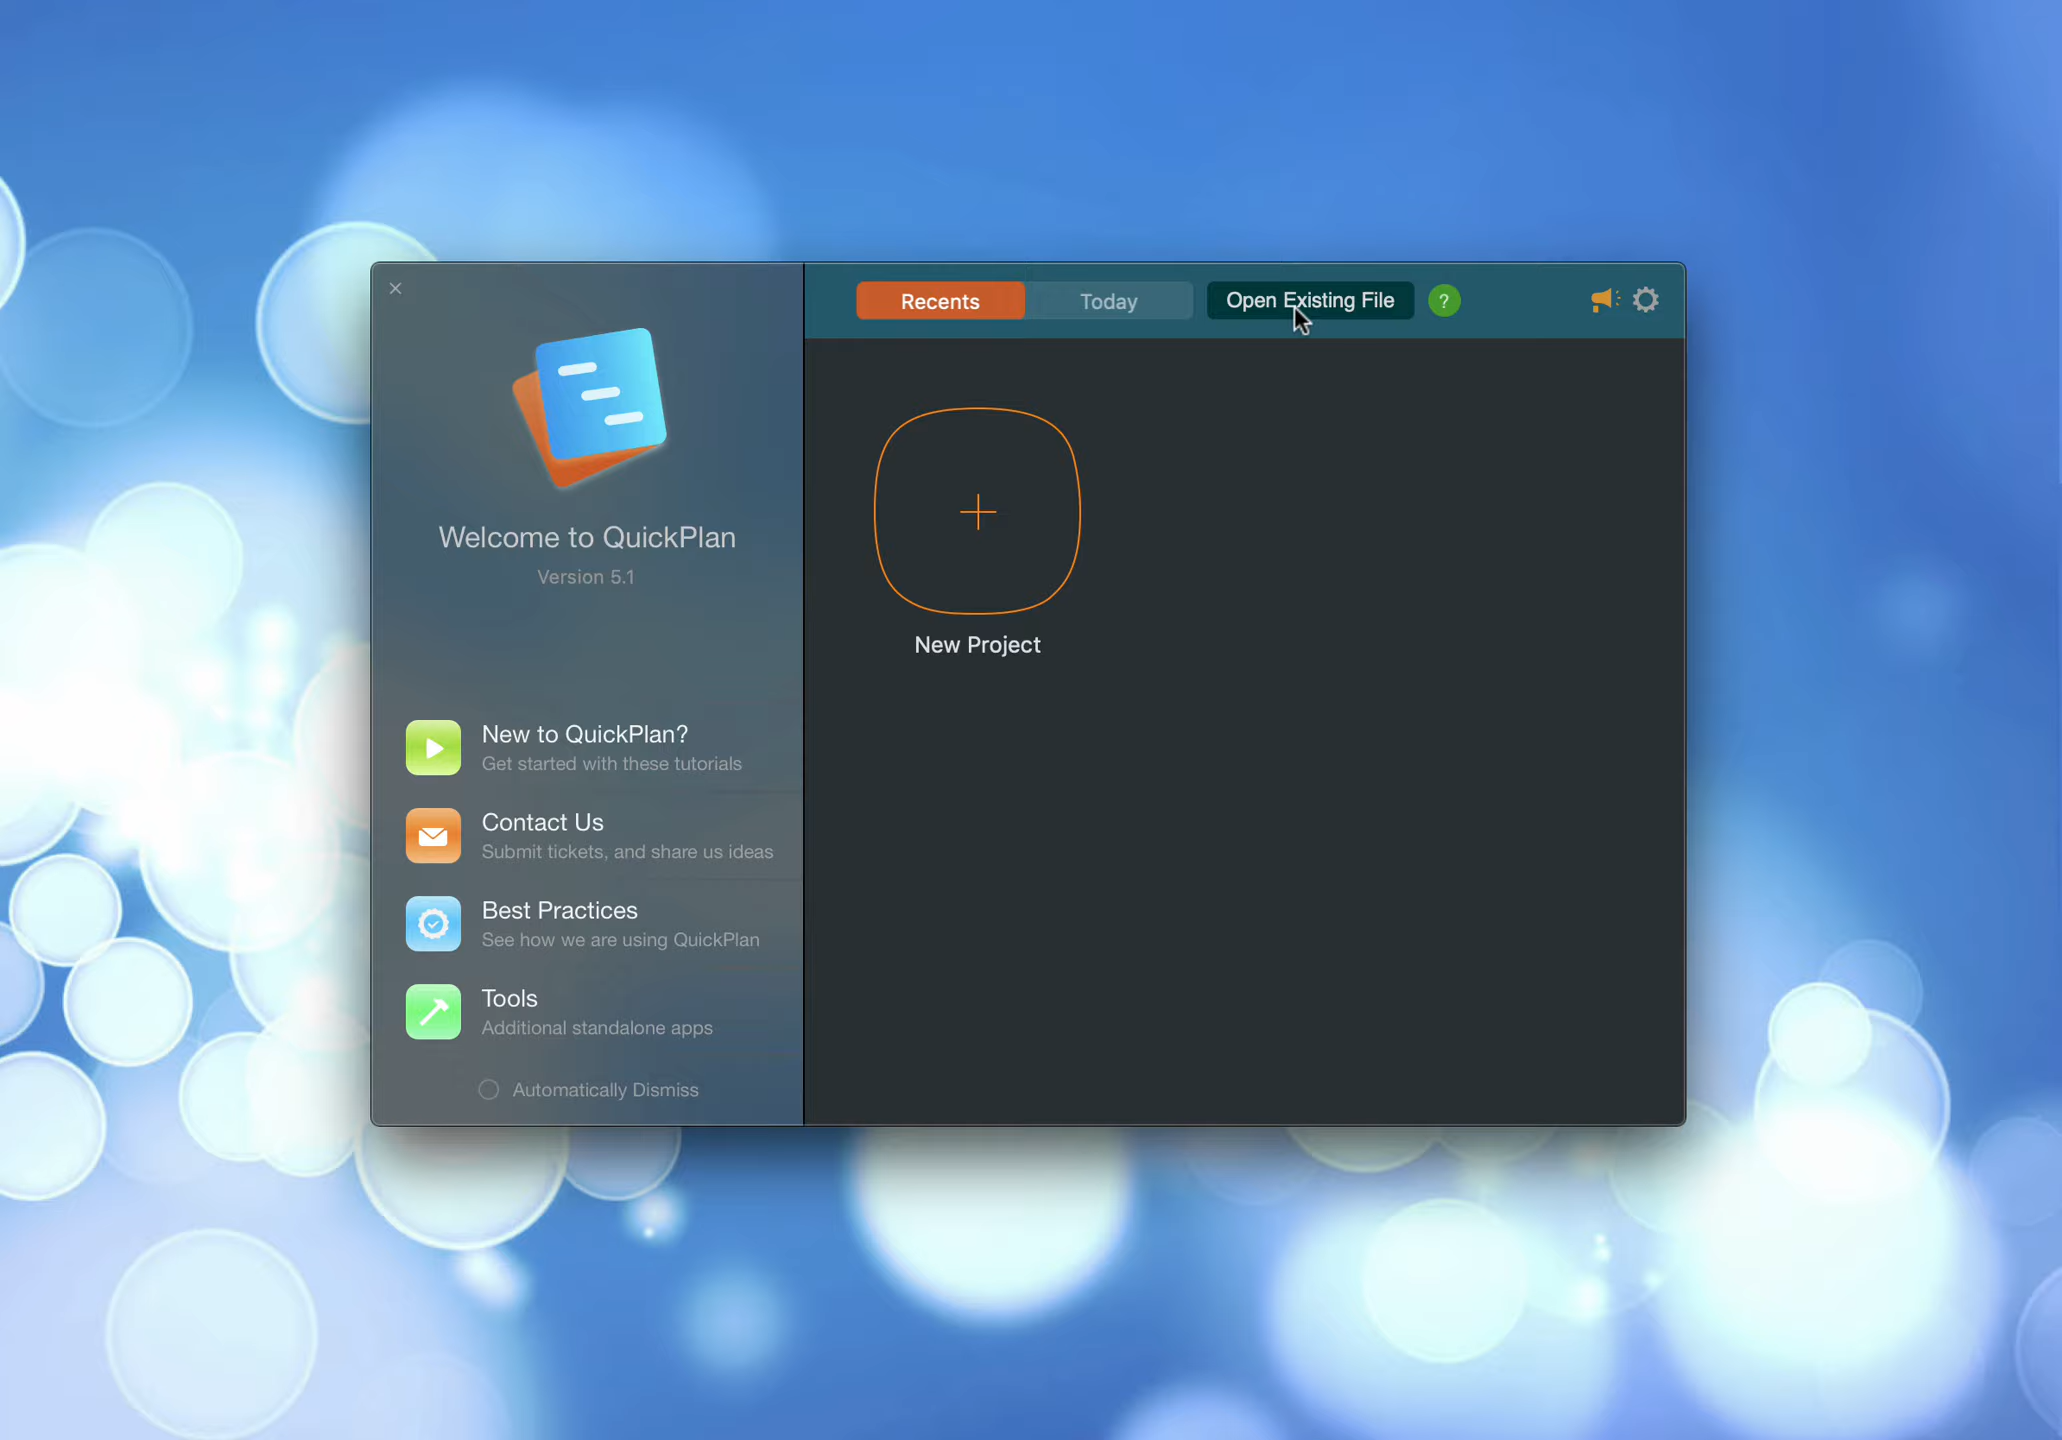 Recents
Today
Open Existing File
?
Welcome to QuickPlan
Version 5.1
New Project
New to QuickPlan?
Get started with these tutorials
Contact Us
Submit tickets, and share us ideas
Best Practices
See how we are using QuickPlan
Tools
Additional standalone apps
Automatically Dismiss